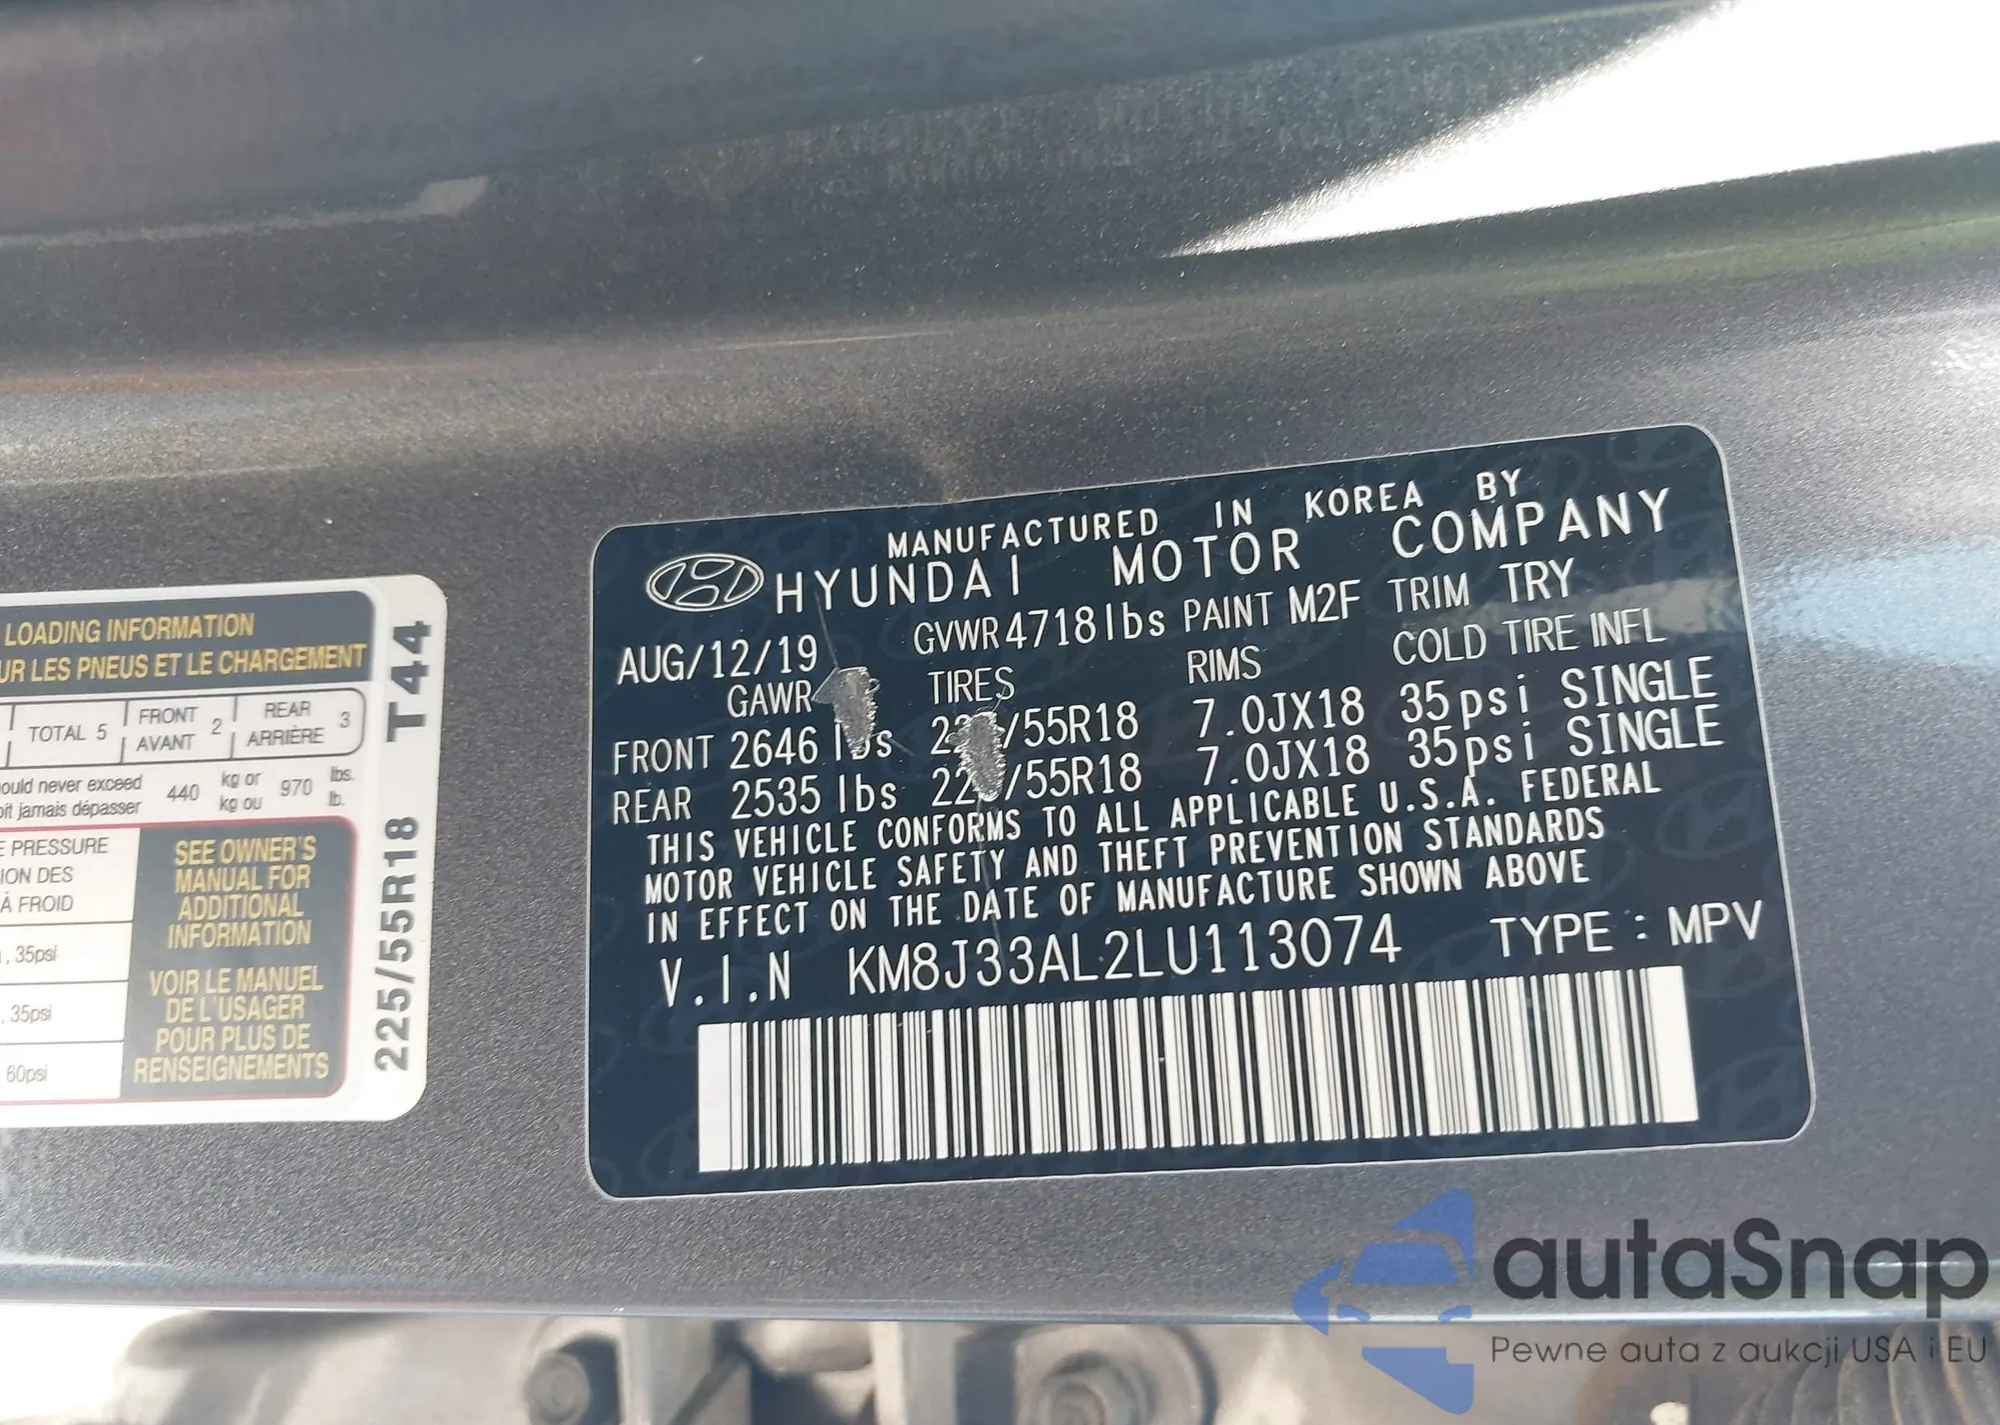 LOADING INFORMATION
UR LES PNEUS ET LE CHARGEMENT
TOTAL 5
FRONT
AVANT
2
REAR
ARRIÈRE
3
ould never exceed
oit jamais dépasser
440
kg or
kg ou
970
lbs.
lb.
E PRESSURE
ION DES
À FROID
, 35psi
, 35psi
60psi
SEE OWNER'S
MANUAL FOR
ADDITIONAL
INFORMATION
VOIR LE MANUEL
DE L'USAGER
POUR PLUS DE
RENSEIGNEMENTS
225/55R18 T44
MANUFACTURED IN KOREA BY
HYUNDAI MOTOR COMPANY
AUG/12/19 GVWR 4718lbs PAINT M2F TRIM TRY
GAWR TIRES RIMS COLD TIRE INFL
FRONT 2646 lbs /55R18 7.0JX18 35psi SINGLE
REAR 2535 lbs /55R18 7.0JX18 35psi SINGLE
THIS VEHICLE CONFORMS TO ALL APPLICABLE U.S.A. FEDERAL
MOTOR VEHICLE SAFETY AND THEFT PREVENTION STANDARDS
IN EFFECT ON THE DATE OF MANUFACTURE SHOWN ABOVE
V.I.N KM8J33AL2LU113074 TYPE : MPV
autaSnap
Pewne auta z aukcji USA i EU